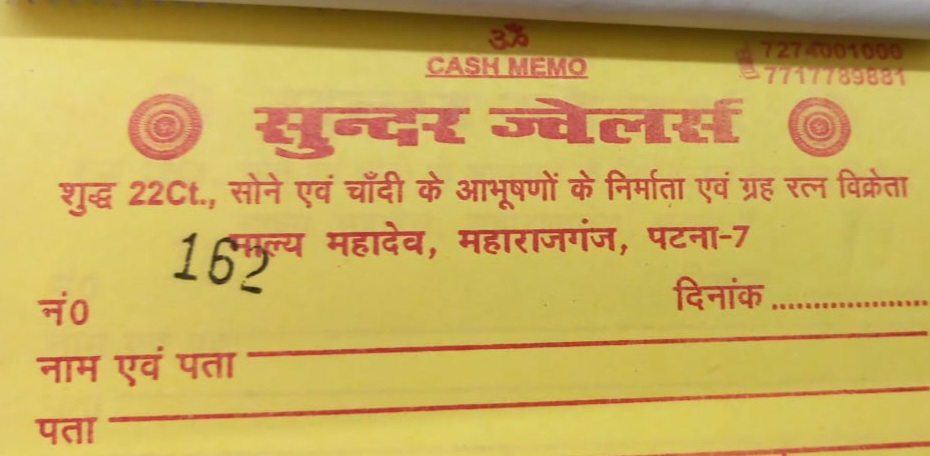 ॐ
CASH MEMO
7274001000
7717789881
सुन्दर ज्वेलर्स
शुद्ध 22Ct., सोने एवं चाँदी के आभूषणों के निर्माता एवं ग्रह रत्न विक्रेता
महादेव, महाराजगंज, पटना-7
162
नं0
दिनांक ....................
नाम एवं पता
पता